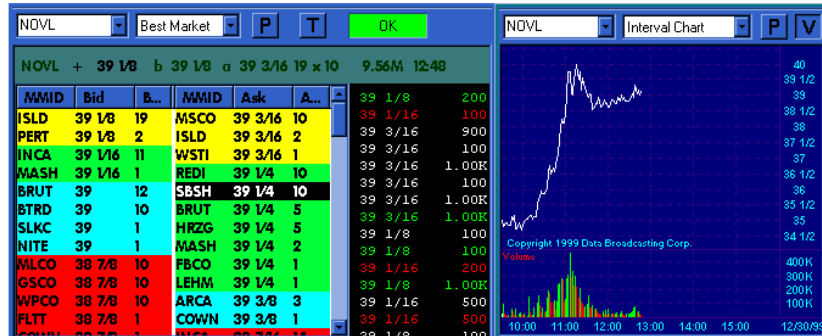 NOVL Best Market P T OK
NOVL + 39 1/8 b 39 1/8 a 39 3/16 19 x 10 9.56M 12:48
MMID Bid B... MMID Ask A...
ISLD 39 1/8 19 MSCO 39 3/16 10
PERT 39 1/8 2 ISLD 39 3/16 2
INCA 39 1/16 11 WSTI 39 3/16 1
MASH 39 1/16 1 REDI 39 1/4 10
BRUT 39 12 SBSH 39 1/4 10
BTRD 39 10 BRUT 39 1/4 5
SLKC 39 1 HRZG 39 1/4 5
NITE 39 1 MASH 39 1/4 2
MLCO 38 7/8 10 FBCO 39 1/4 1
GSCO 38 7/8 10 LEHM 39 1/4 1
WPCO 38 7/8 10 ARCA 39 3/8 3
FLTT 38 7/8 1 COWN 39 3/8 1
39 1/8 200
39 1/16 100
39 3/16 900
39 3/16 100
39 3/16 1.00K
39 3/16 100
39 3/16 1.00K
39 3/16 1.00K
39 1/8 100
39 1/8 100
39 1/16 200
39 1/8 1.00K
39 1/16 500
39 1/16 500
39 1/8 100
NOVL Interval Chart P V
40
39 1/2
39
38 1/2
38
37 1/2
37
36 1/2
36
35 1/2
35
34 1/2
Copyright 1999 Data Broadcasting Corp.
Volume
400K
300K
200K
100K
10:00 11:00 12:00 13:00 14:00 15:00 12/30/99